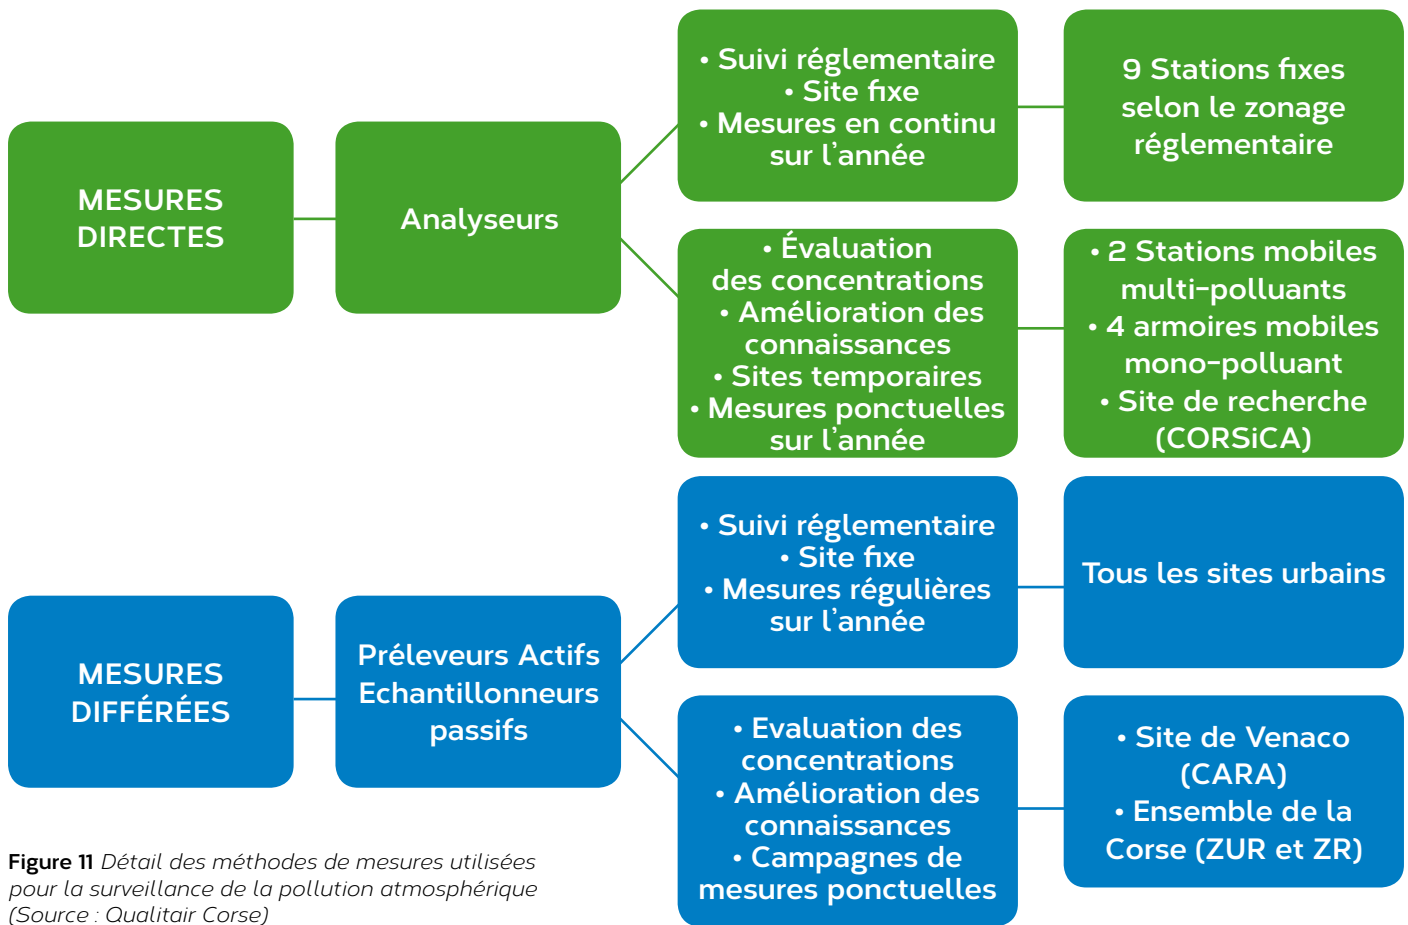 MESURES
DIRECTES
Analyseurs
• Suivi réglementaire
• Site fixe
• Mesures en continu
sur l'année
9 Stations fixes
selon le zonage
réglementaire
• Évaluation
des concentrations
• Amélioration des
connaissances
• Sites temporaires
• Mesures ponctuelles
sur l'année
• 2 Stations mobiles
multi-polluants
• 4 armoires mobiles
mono-polluant
• Site de recherche
(CORSiCA)
MESURES
DIFFÉRÉES
Préleveurs Actifs
Echantillonneurs
passifs
• Suivi réglementaire
• Site fixe
• Mesures régulières
sur l'année
Tous les sites urbains
• Evaluation des
concentrations
• Amélioration des
connaissances
• Campagnes de
mesures ponctuelles
• Site de Venaco
(CARA)
• Ensemble de la
Corse (ZUR et ZR)
Figure 11 Détail des méthodes de mesures utilisées
pour la surveillance de la pollution atmosphérique
(Source : Qualitair Corse)